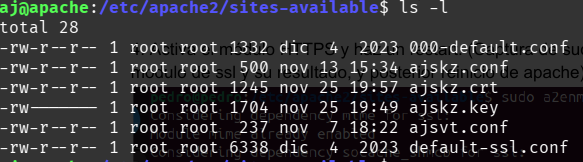 aj@apache:/etc/apache2/sites-available$ ls -l
total 28
-rw-r--r-- 1 root root 1332 dic  4  2023 000-default.conf
-rw-r--r-- 1 root root  500 nov 13 15:34 ajskz.conf
-rw-r--r-- 1 root root 1245 nov 25 19:57 ajskz.crt
-rw------- 1 root root 1704 nov 25 19:49 ajskz.key
-rw-r--r-- 1 root root  237 nov  7 18:22 ajsvt.conf
-rw-r--r-- 1 root root 6338 dic  4  2023 default-ssl.conf